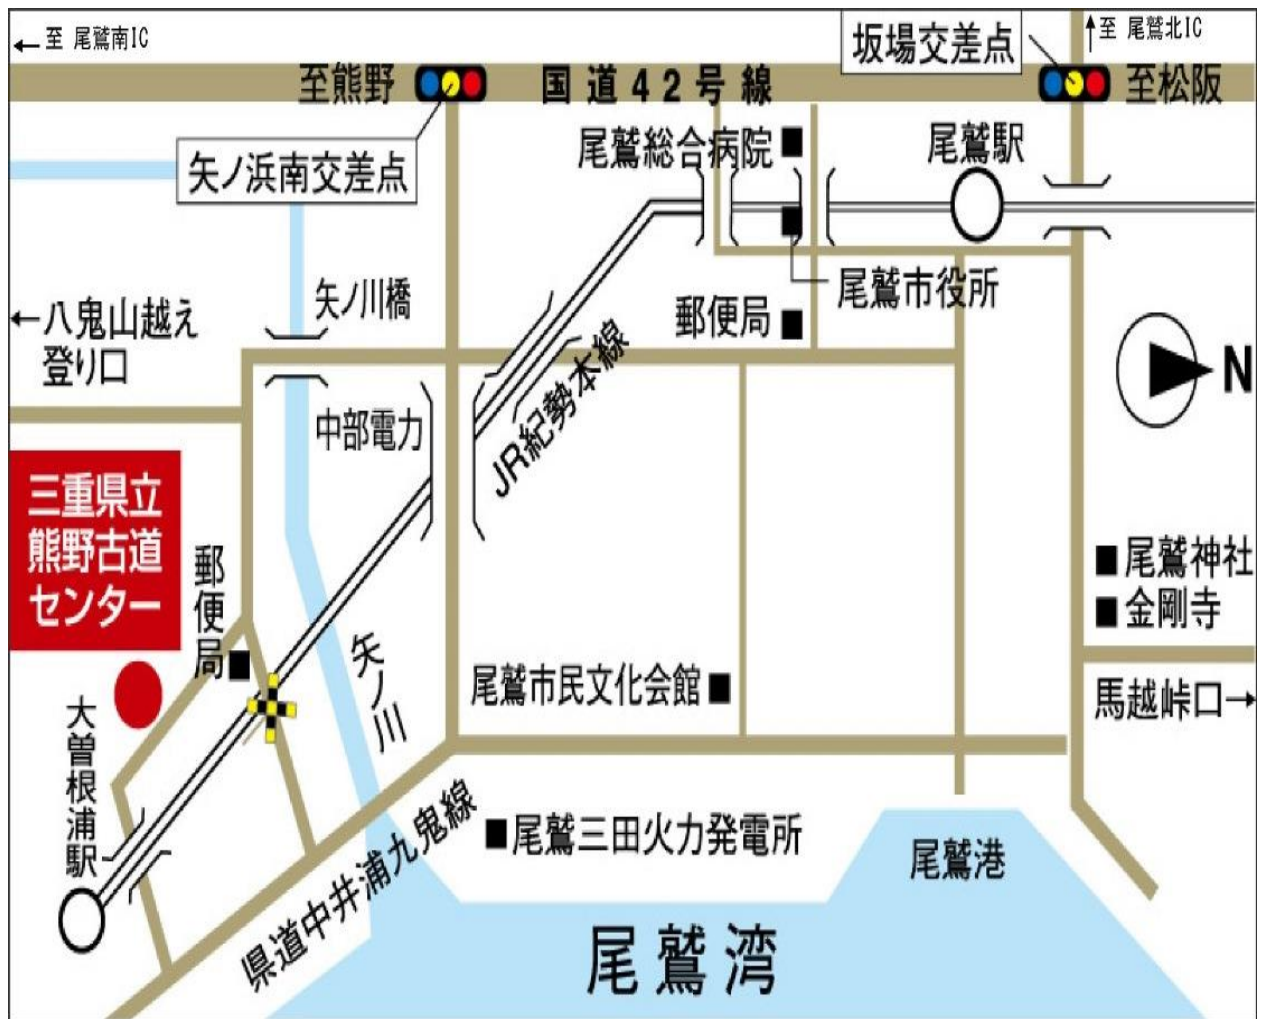 ←至 尾鷲南IC
↑至 尾鷲北IC
坂場交差点
至熊野
国道42号線
至松阪
矢ノ浜南交差点
尾鷲総合病院
尾鷲駅
尾鷲市役所
矢ノ川橋
郵便局
←八鬼山越え
登り口
JR紀勢本線
N
中部電力
三重県立
熊野古道
センター
郵便局
尾鷲神社
金剛寺
矢ノ川
尾鷲市民文化会館
馬越峠口→
大曽根浦駅
県道中井浦九鬼線
尾鷲三田火力発電所
尾鷲港
尾鷲湾